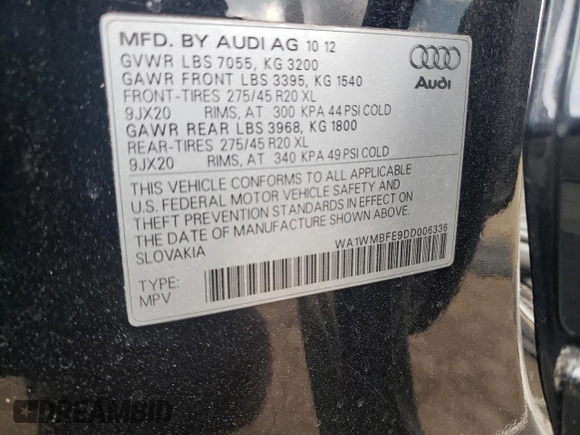 MFD. BY AUDI AG 10 12
GVWR LBS 7055, KG 3200
GAWR FRONT LBS 3395, KG 1540
FRONT-TIRES 275/45 R20 XL
9JX20 RIMS, AT 300 KPA 44 PSI COLD
GAWR REAR LBS 3968, KG 1800
REAR-TIRES 275/45 R20 XL
9JX20 RIMS, AT 340 KPA 49 PSI COLD
Audi
THIS VEHICLE CONFORMS TO ALL APPLICABLE
U.S. FEDERAL MOTOR VEHICLE SAFETY AND
THEFT PREVENTION STANDARDS IN EFFECT ON
THE DATE OF MANUFACTURE SHOWN ABOVE.
SLOVAKIA
WA1WMBFE9DD006336
TYPE:
MPV
DREAMBID